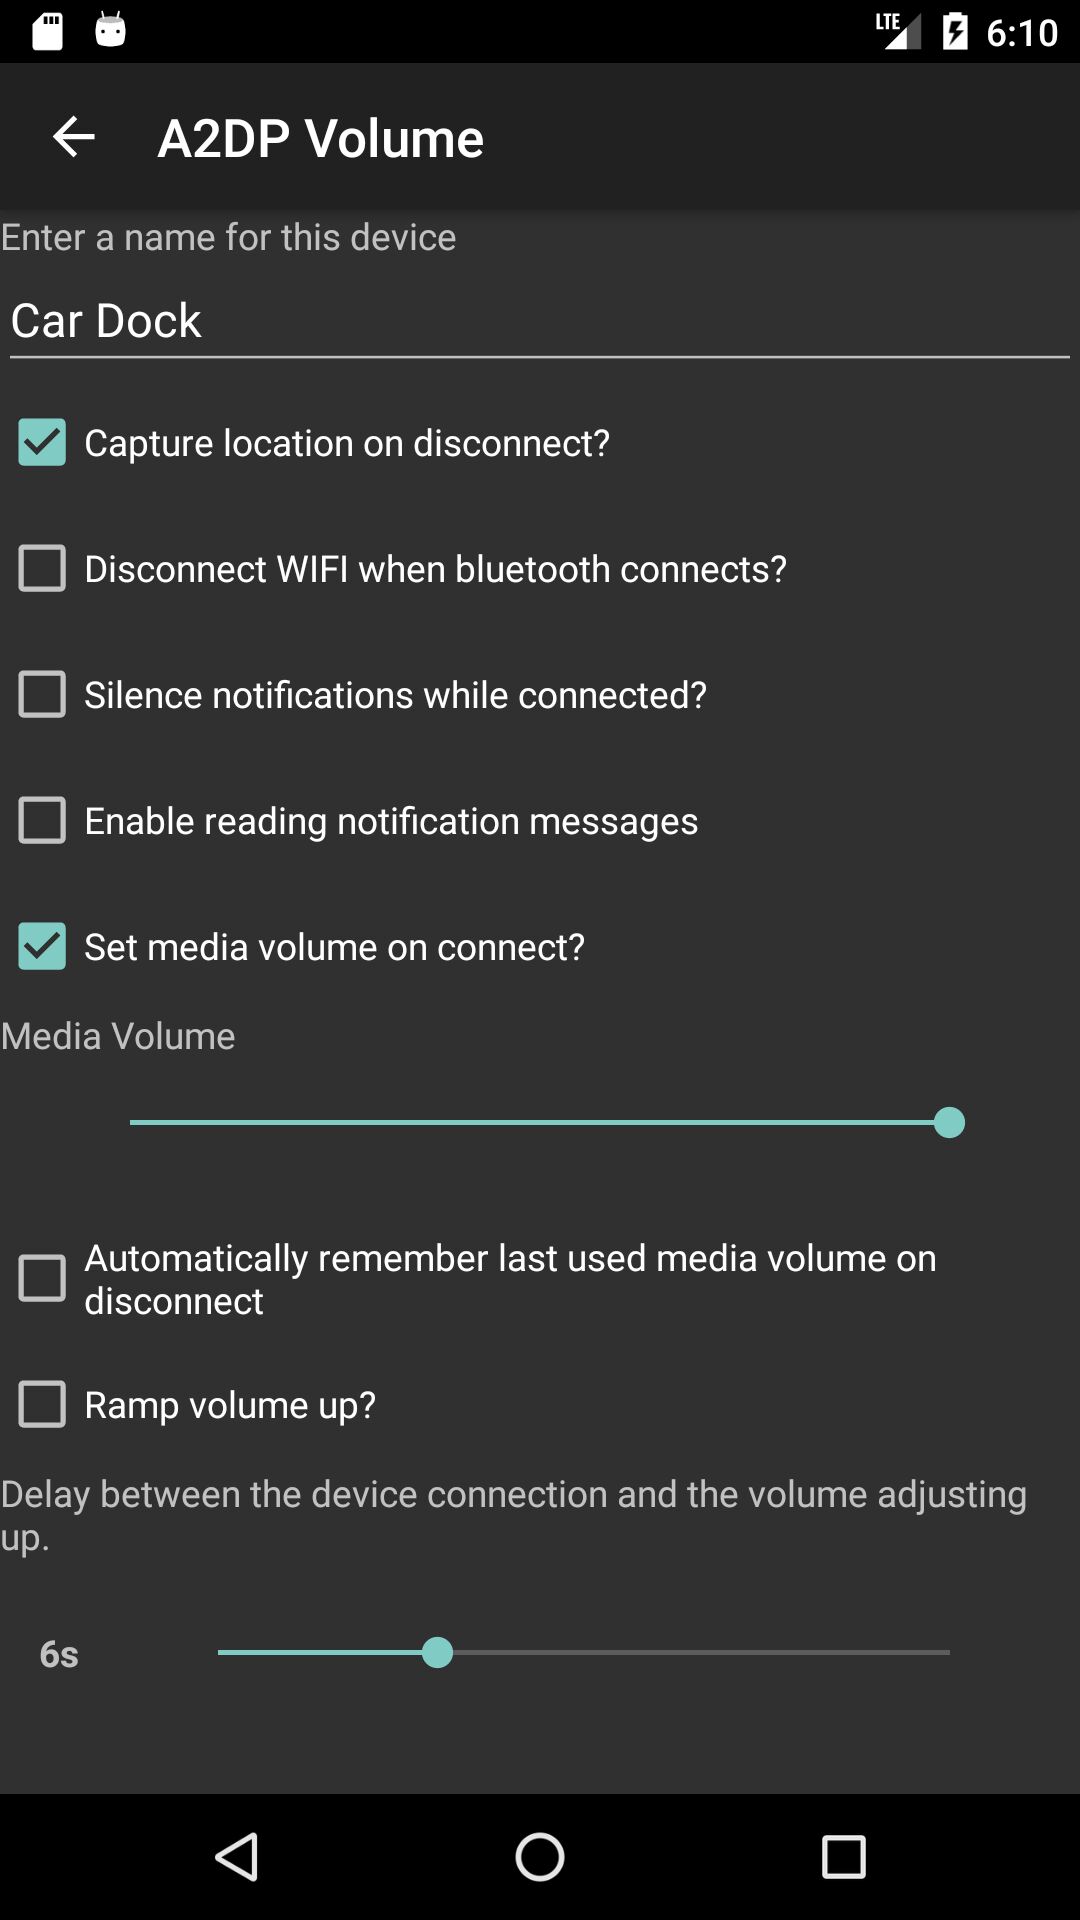 LTE 6:10
A2DP Volume
Enter a name for this device
Car Dock
Capture location on disconnect?
Disconnect WIFI when bluetooth connects?
Silence notifications while connected?
Enable reading notification messages
Set media volume on connect?
Media Volume
Automatically remember last used media volume on
disconnect
Ramp volume up?
Delay between the device connection and the volume adjusting
up.
6s